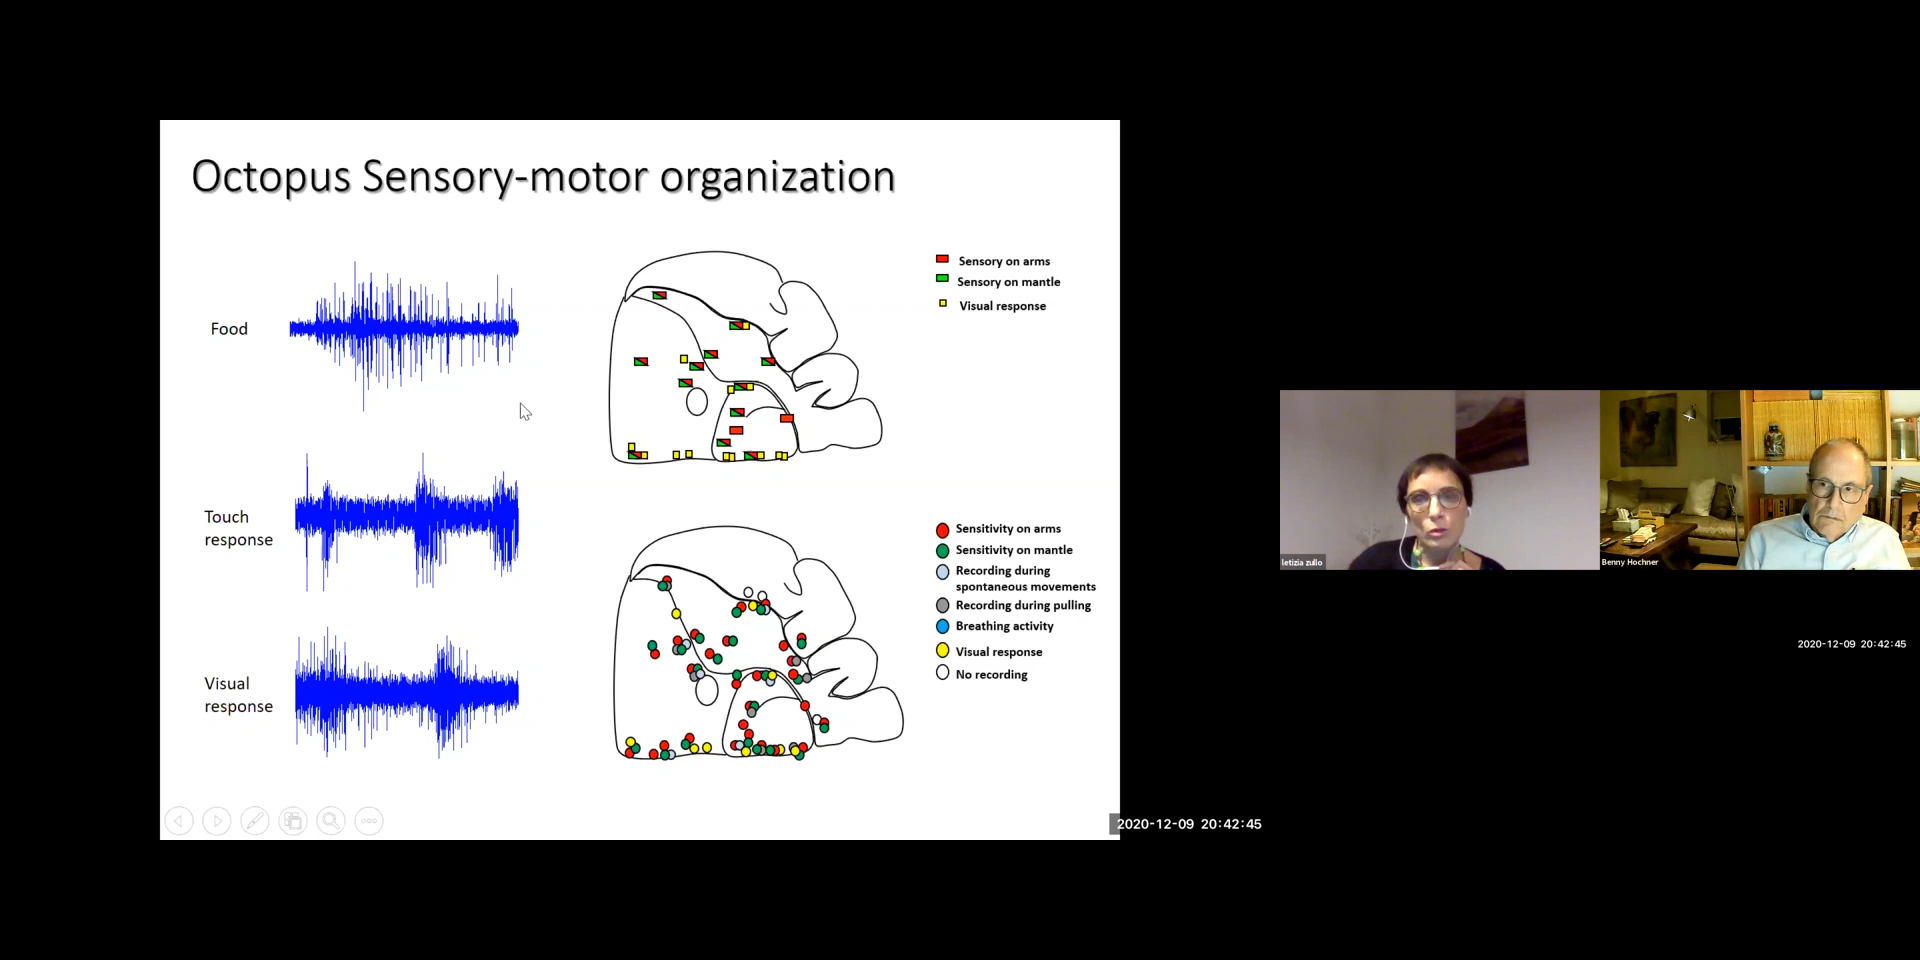 Octopus Sensory-motor organization
Food
Touch
response
Visual
response
Sensory on arms
Sensory on mantle
Visual response
Sensitivity on arms
Sensitivity on mantle
Recording during
spontaneous movements
Recording during pulling
Breathing activity
Visual response
No recording
2020-12-09 20:42:45
letizia zullo
Benny Hochner
2020-12-09 20:42:45